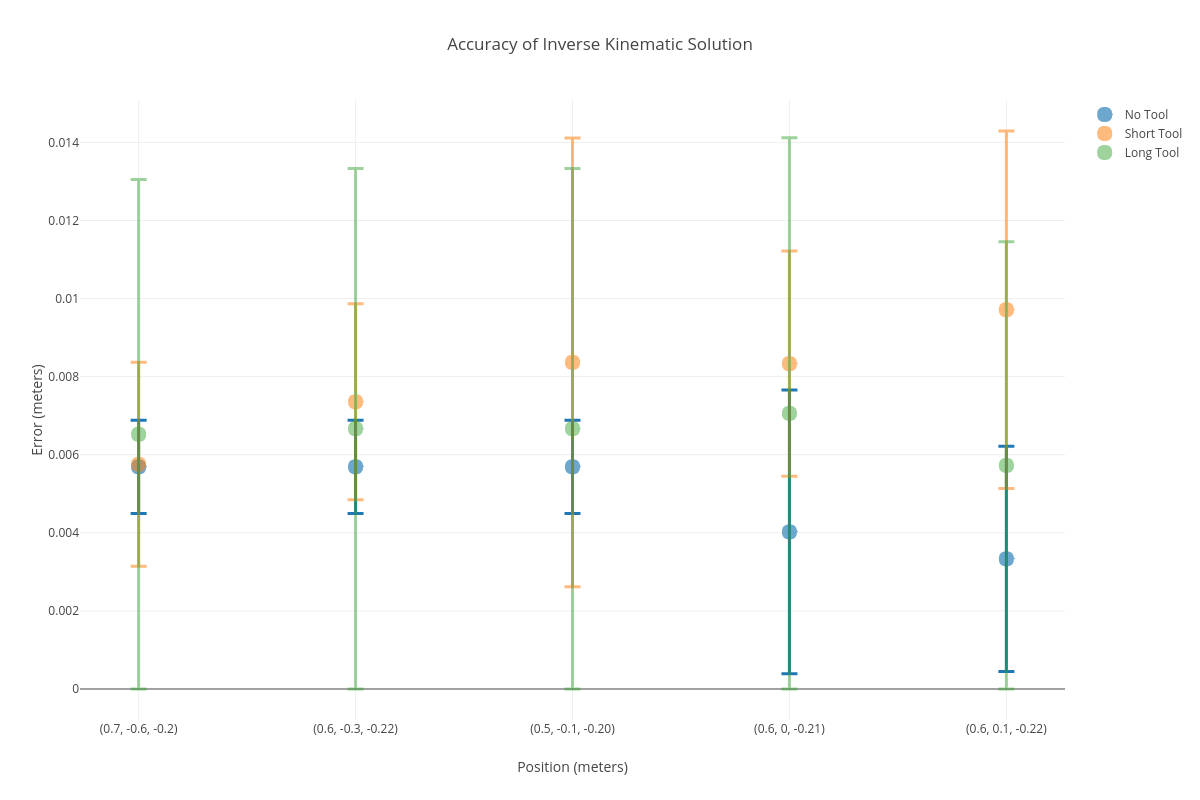 Accuracy of Inverse Kinematic Solution
No Tool
Short Tool
Long Tool
0.014
0.012
0.01
0.008
0.006
0.004
0.002
0
Error (meters)
(0.7, -0.6, -0.2)
(0.6, -0.3, -0.22)
(0.5, -0.1, -0.20)
(0.6, 0, -0.21)
(0.6, 0.1, -0.22)
Position (meters)